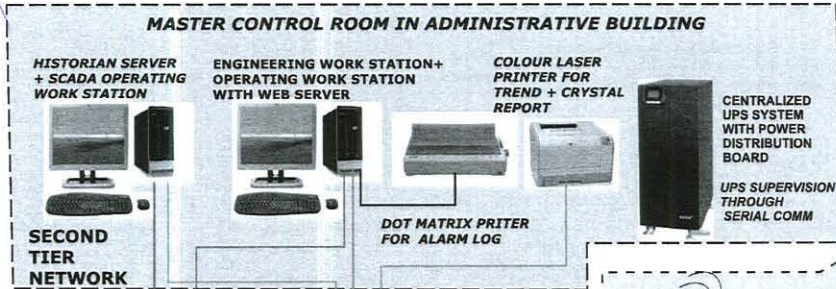 MASTER CONTROL ROOM IN ADMINISTRATIVE BUILDING
HISTORIAN SERVER
+ SCADA OPERATING
WORK STATION
ENGINEERING WORK STATION+
OPERATING WORK STATION
WITH WEB SERVER
COLOUR LASER
PRINTER FOR
TREND + CRYSTAL
REPORT
CENTRALIZED
UPS SYSTEM
WITH POWER
DISTRIBUTION
BOARD
UPS SUPERVISION
THROUGH
SERIAL COMM
DOT MATRIX PRITER
FOR ALARM LOG
SECOND
TIER
NETWORK